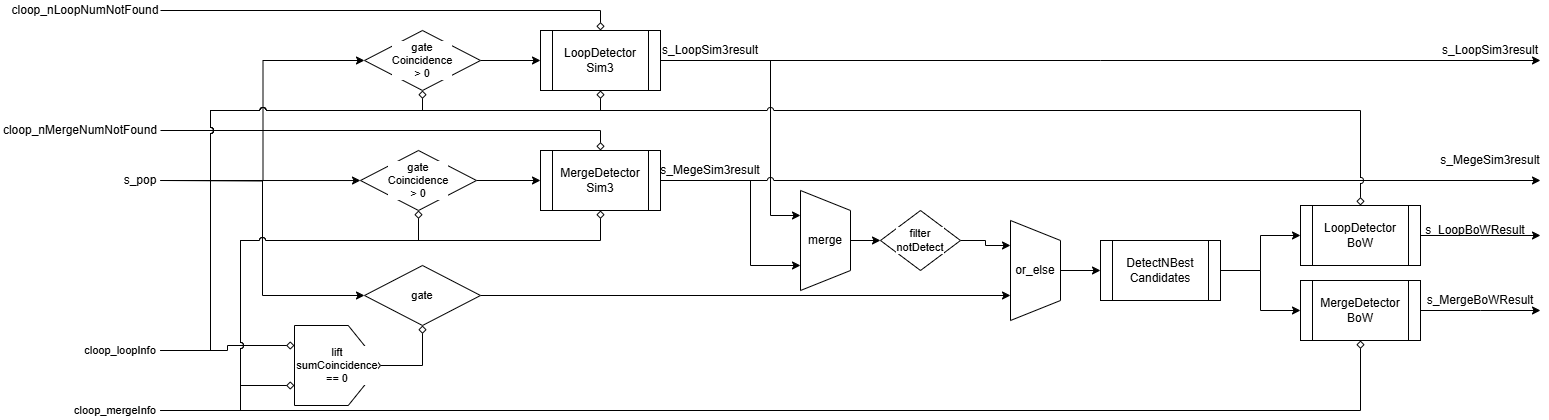 cloop_nLoopNumNotFound
gate
Coincidence
> 0
LoopDetector
Sim3
s_LoopSim3result
s_LoopSim3result
cloop_nMergeNumNotFound
s_pop
gate
Coincidence
> 0
MergeDetector
Sim3
s_MegeSim3result
s_MegeSim3result
merge
filter
notDetect
or_else
DetectNBest
Candidates
LoopDetector
BoW
s_LoopBoWResult
MergeDetector
BoW
s_MergeBoWResult
gate
cloop_loopInfo
lift
sumCoincidence
== 0
cloop_mergeInfo